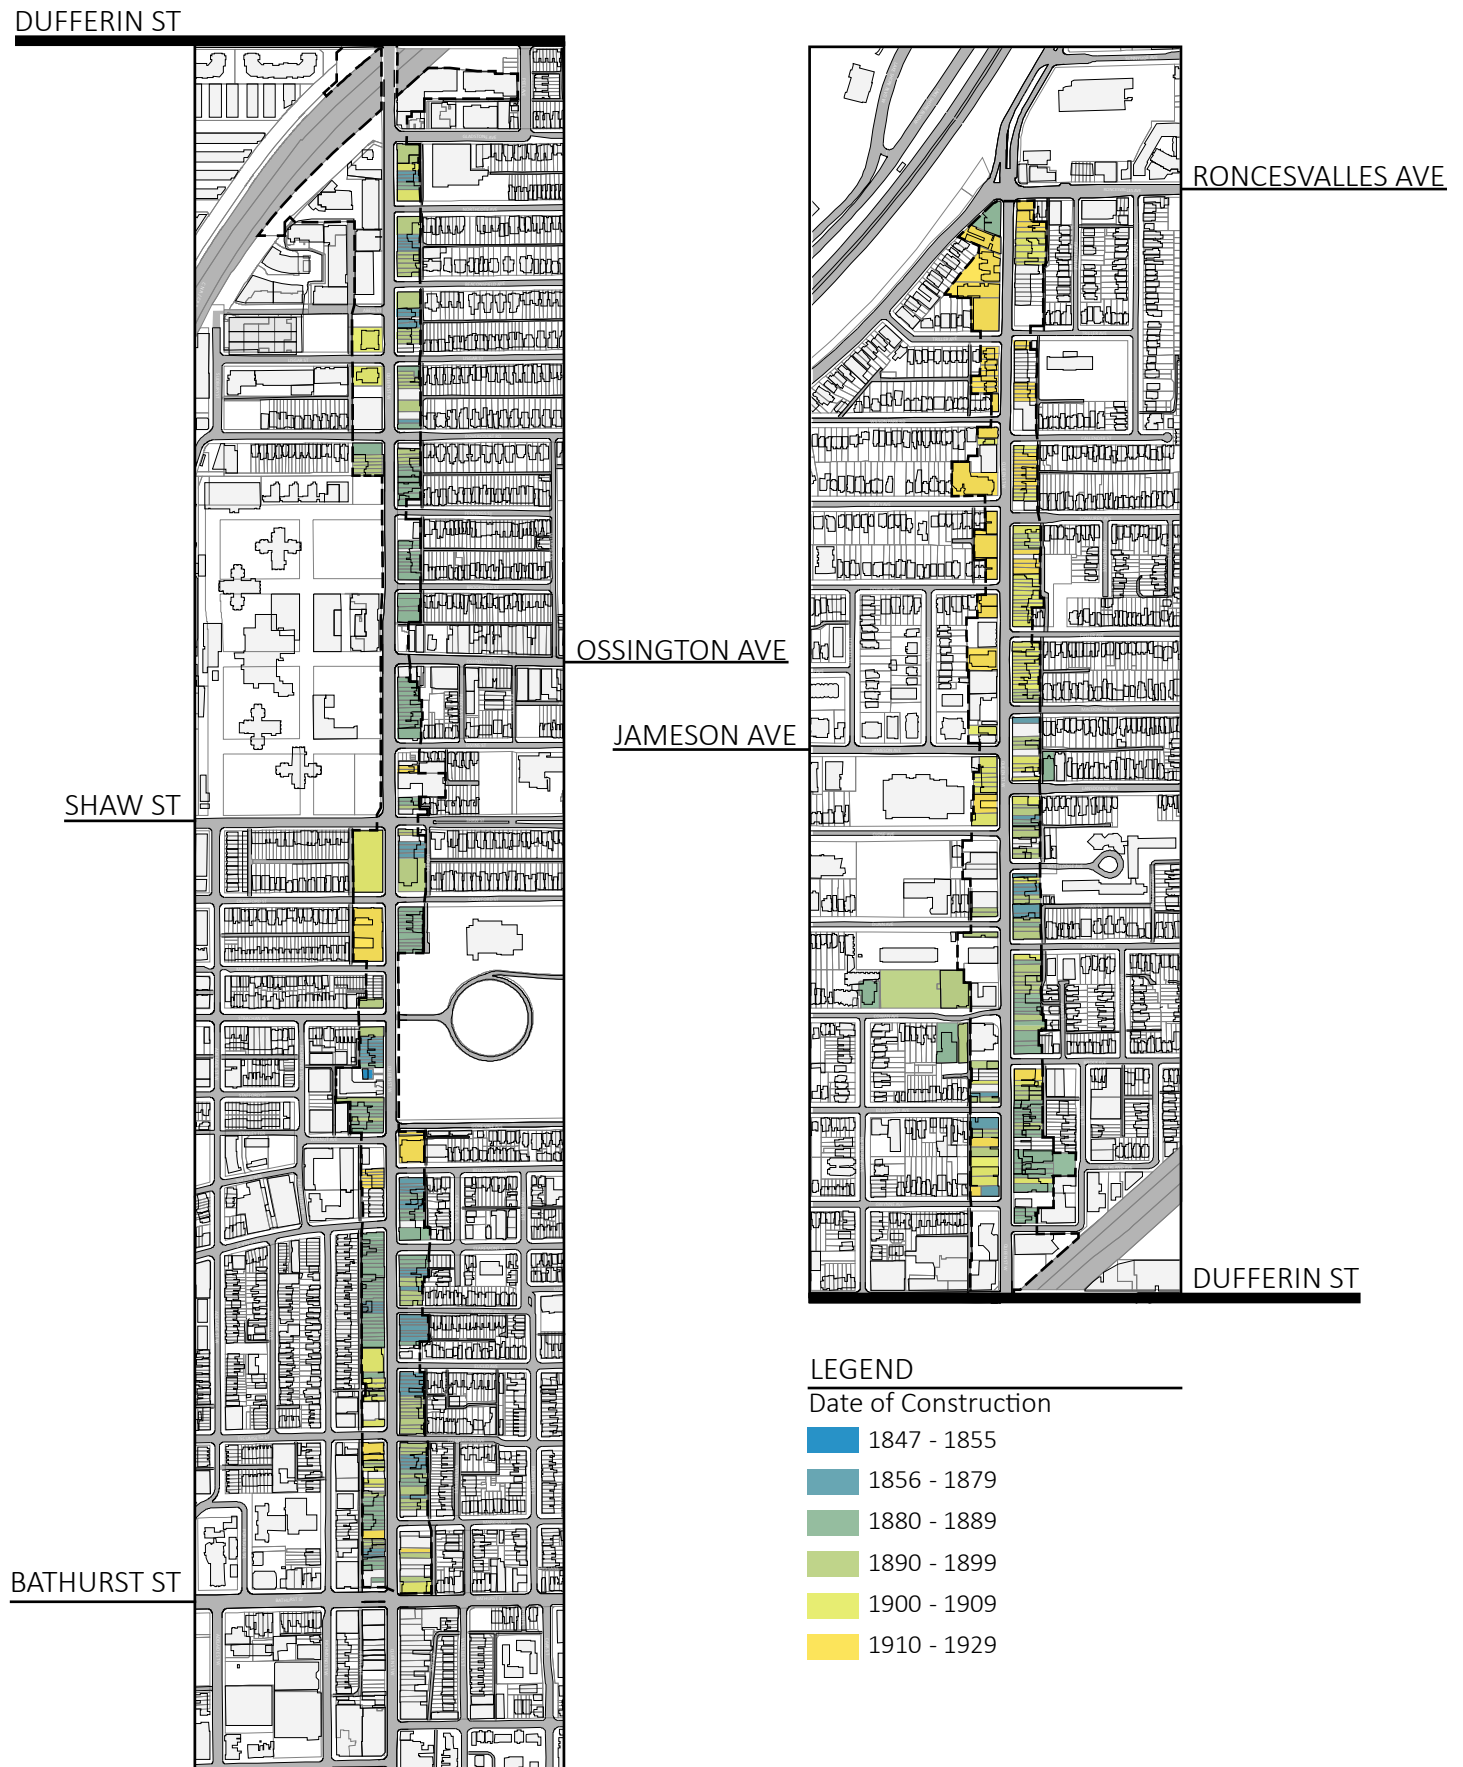 DUFFERIN ST
RONCESVALLES AVE
OSSINGTON AVE
JAMESON AVE
SHAW ST
DUFFERIN ST
LEGEND
Date of Construction
1847 - 1855
1856 - 1879
1880 - 1889
1890 - 1899
1900 - 1909
1910 - 1929
BATHURST ST